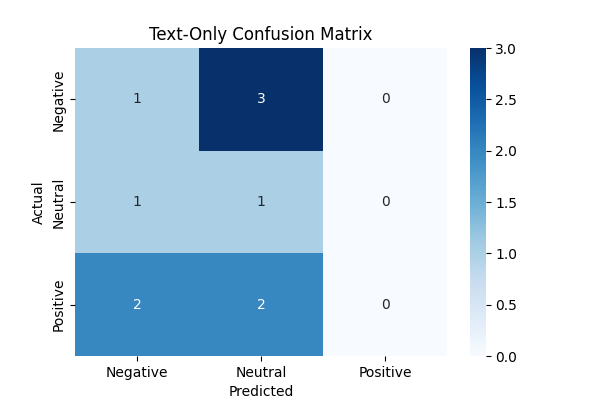 Text-Only Confusion Matrix
Actual
Negative
Neutral
Positive
1 3 0
1 1 0
2 2 0
Negative Neutral Positive
Predicted
3.0
2.5
2.0
1.5
1.0
0.5
0.0